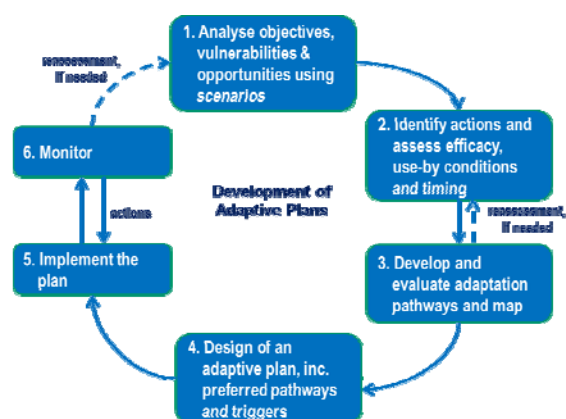 1. Analyse objectives,
vulnerabilities &
opportunities using
scenarios
reassessment,
if needed
2. Identify actions and
assess efficacy,
use-by conditions
and timing
6. Monitor
Development of
Adaptive Plans
reassessment,
if needed
actions
5. Implement the
plan
3. Develop and
evaluate adaptation
pathways and map
4. Design of an
adaptive plan, inc.
preferred pathways
and triggers